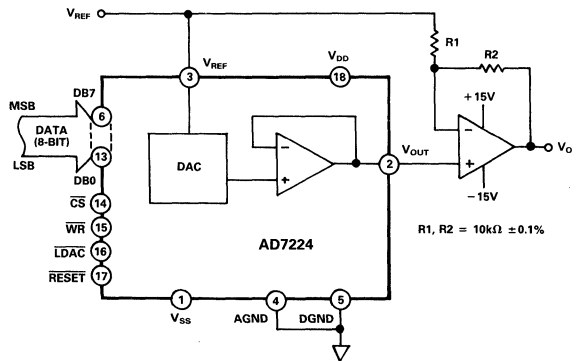 VREF
R1
R2
3
VREF
VDD
18
DB7
MSB
6
DATA
(8-BIT)
LSB
13
DB0
DAC
−
+
VOUT
2
−
+
+15V
−15V
VO
CS
14
WR
15
LDAC
16
RESET
17
AD7224
R1, R2 = 10kΩ ±0.1%
1
VSS
4
AGND
5
DGND